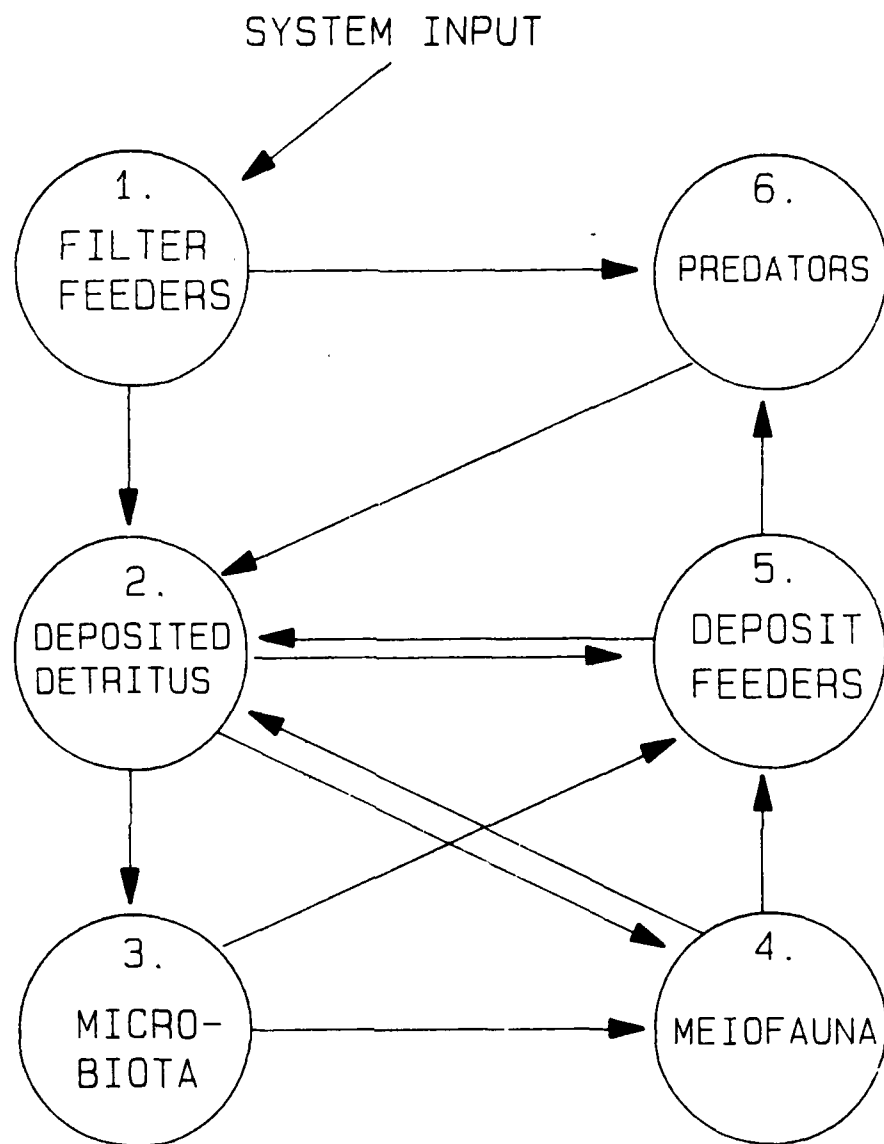 SYSTEM INPUT
1.
FILTER
FEEDERS
6.
PREDATORS
2.
DEPOSITED
DETRITUS
5.
DEPOSIT
FEEDERS
3.
MICRO-
BIOTA
4.
MEIOFAUNA